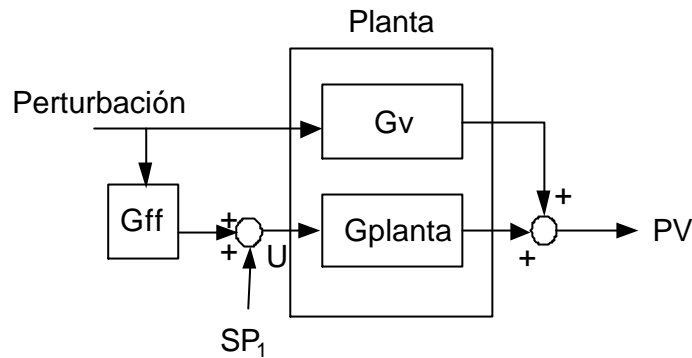 Planta
Perturbación
Gv
Gff
+
+
U
Gplanta
+
+
PV
SP₁